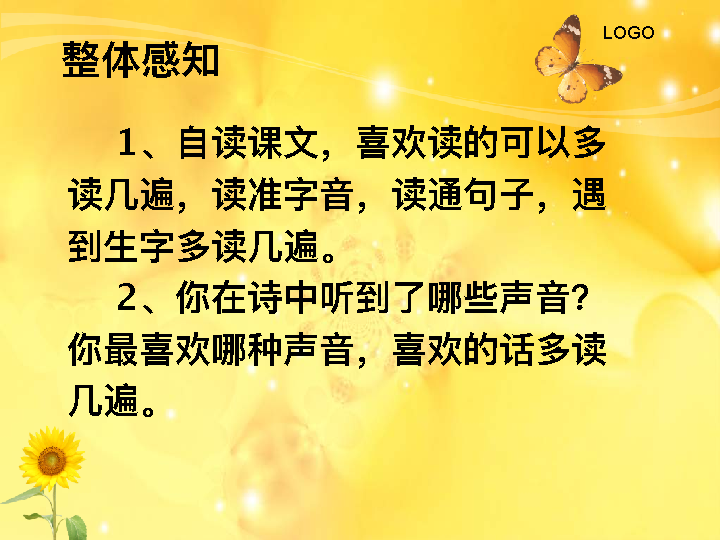 LOGO
整体感知
1、自读课文，喜欢读的可以多
读几遍，读准字音，读通句子，遇
到生字多读几遍。
2、你在诗中听到了哪些声音？
你最喜欢哪种声音，喜欢的话多读
几遍。